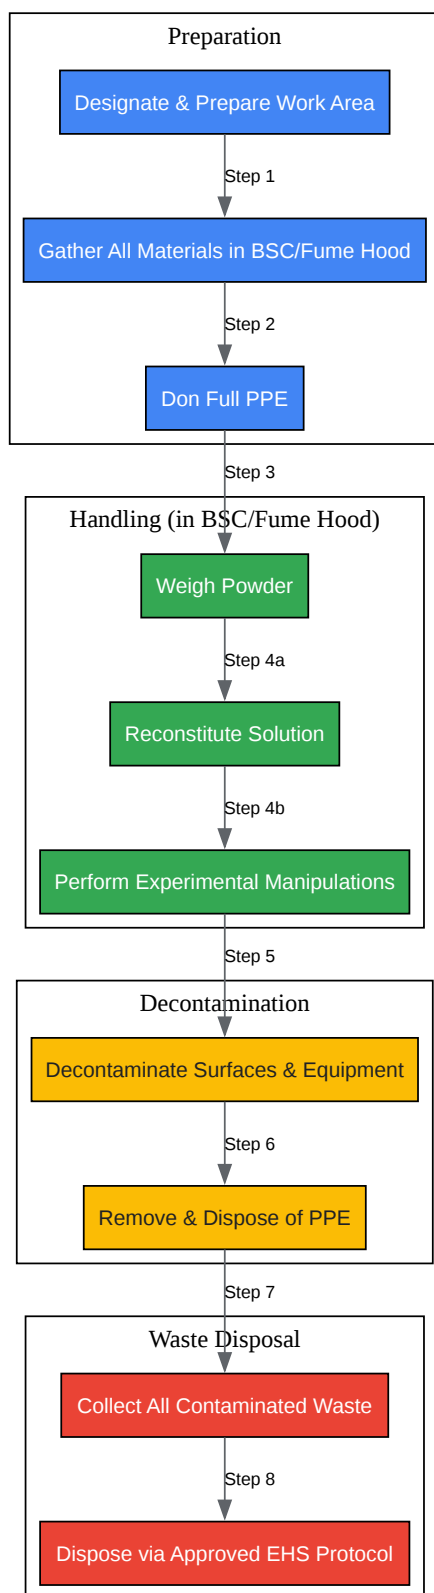 Preparation
Designate & Prepare Work Area
Step 1
Gather All Materials in BSC/Fume Hood
Step 2
Don Full PPE
Step 3
Handling (in BSC/Fume Hood)
Weigh Powder
Step 4a
Reconstitute Solution
Step 4b
Perform Experimental Manipulations
Step 5
Decontamination
Decontaminate Surfaces & Equipment
Step 6
Remove & Dispose of PPE
Step 7
Waste Disposal
Collect All Contaminated Waste
Step 8
Dispose via Approved EHS Protocol